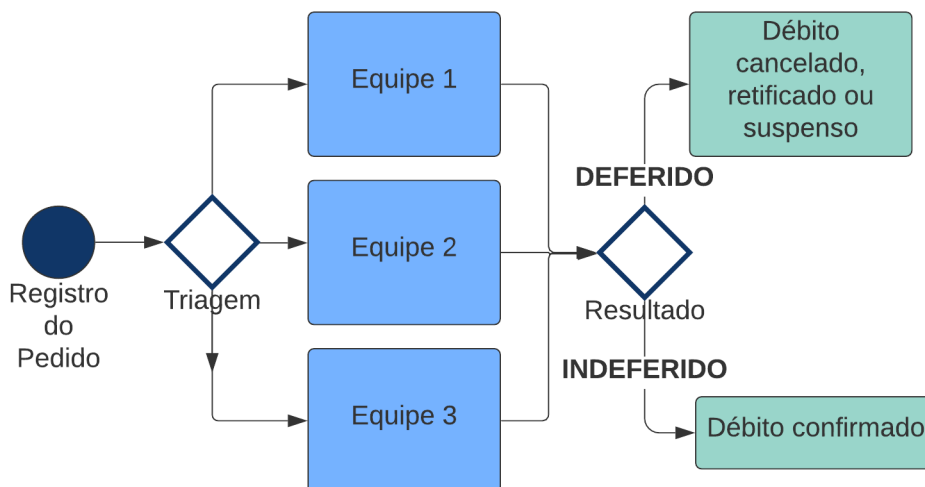 Registro
do
Pedido
Triagem
Equipe 1
Equipe 2
Equipe 3
Resultado
DEFERIDO
Débito
cancelado,
retificado ou
suspenso
INDEFERIDO
Débito confirmado